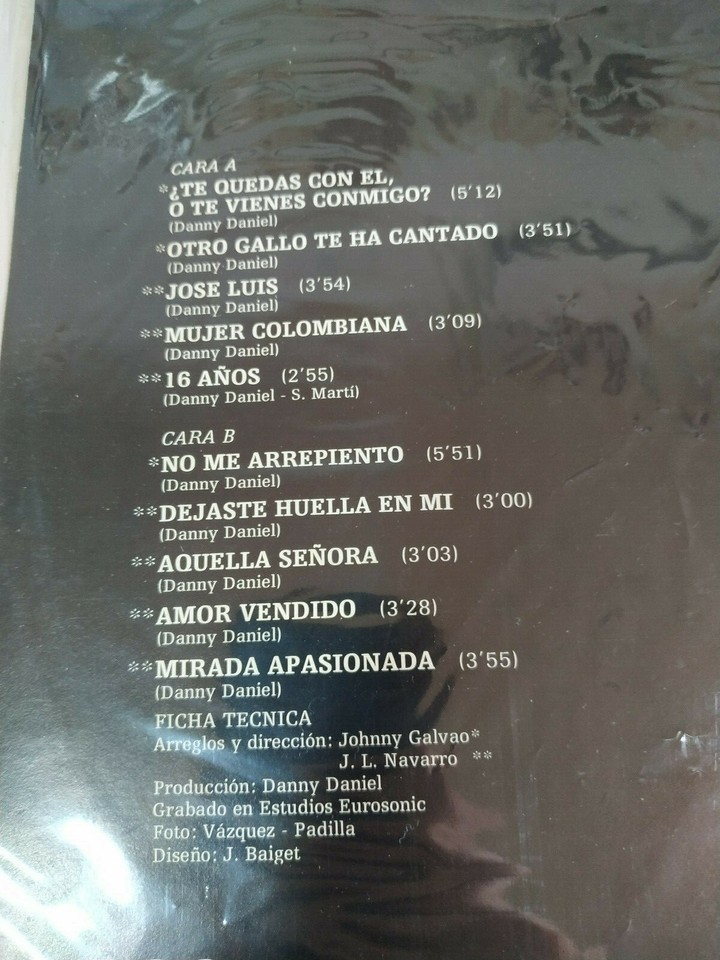 CARA A
*¿TE QUEDAS CON EL,
O TE VIENES CONMIGO? (5'12)
(Danny Daniel)
*OTRO GALLO TE HA CANTADO (3'51)
(Danny Daniel)
**JOSE LUIS (3'54)
(Danny Daniel)
**MUJER COLOMBIANA (3'09)
(Danny Daniel)
**16 AÑOS (2'55)
(Danny Daniel - S. Martí)
CARA B
*NO ME ARREPIENTO (5'51)
(Danny Daniel)
**DEJASTE HUELLA EN MI (3'00)
(Danny Daniel)
**AQUELLA SEÑORA (3'03)
(Danny Daniel)
**AMOR VENDIDO (3'28)
(Danny Daniel)
**MIRADA APASIONADA (3'55)
(Danny Daniel)
FICHA TECNICA
Arreglos y dirección: Johnny Galvao*
J. L. Navarro **
Producción: Danny Daniel
Grabado en Estudios Eurosonic
Foto: Vázquez - Padilla
Diseño: J. Baiget